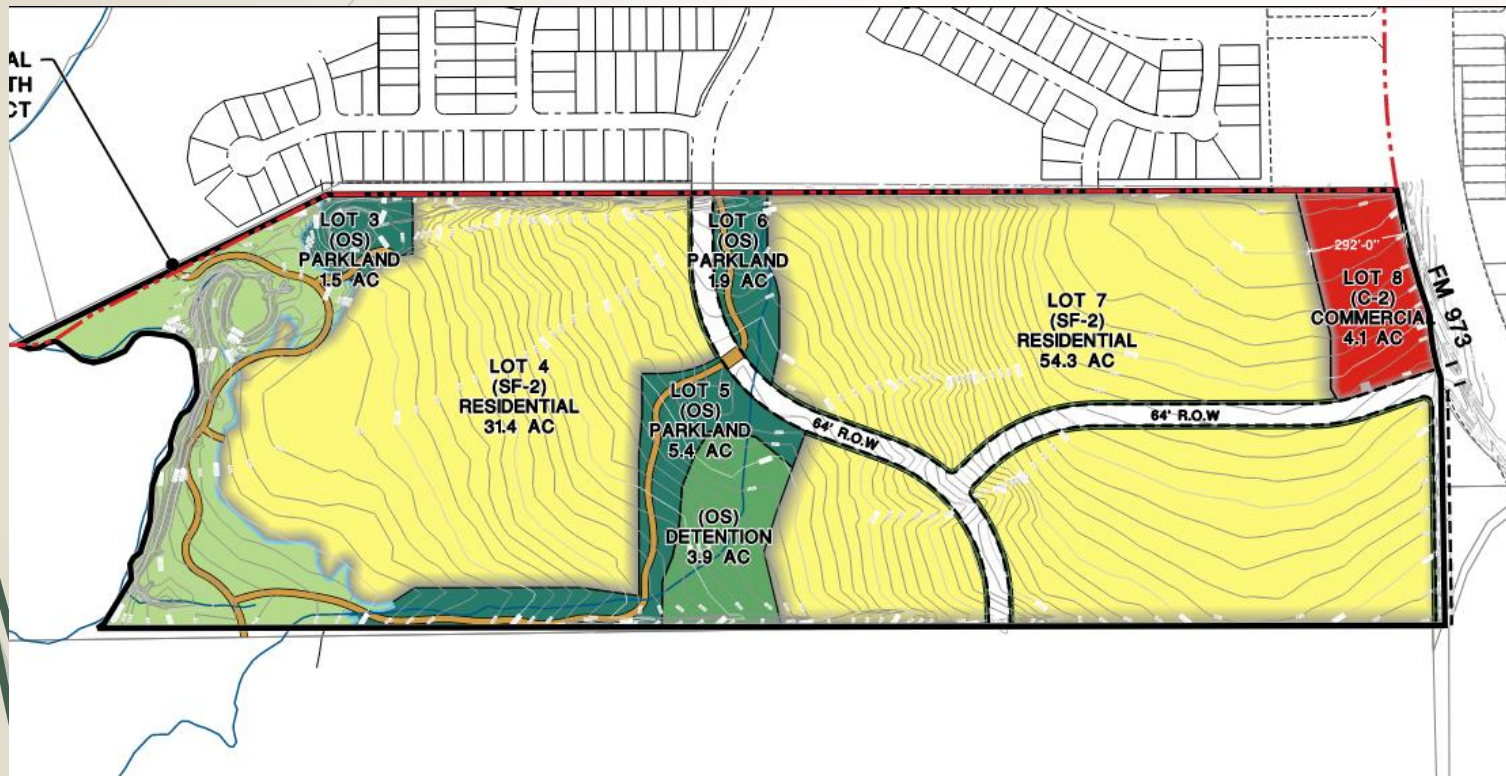 AL
TH
CT
LOT 3
(OS)
PARKLAND
1.5 AC
LOT 6
(OS)
PARKLAND
1.9 AC
292'-0"
LOT 8
(C-2)
COMMERCIAL
4.1 AC
FM 973
LOT 7
(SF-2)
RESIDENTIAL
54.3 AC
LOT 4
(SF-2)
RESIDENTIAL
31.4 AC
LOT 5
(OS)
PARKLAND
5.4 AC
64' R.O.W
64' R.O.W
(OS)
DETENTION
3.9 AC